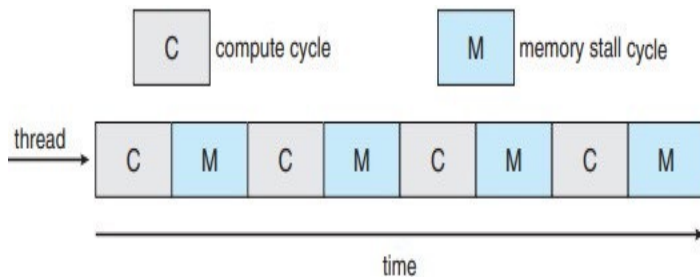 C compute cycle M memory stall cycle
thread
C M C M C M C M
time